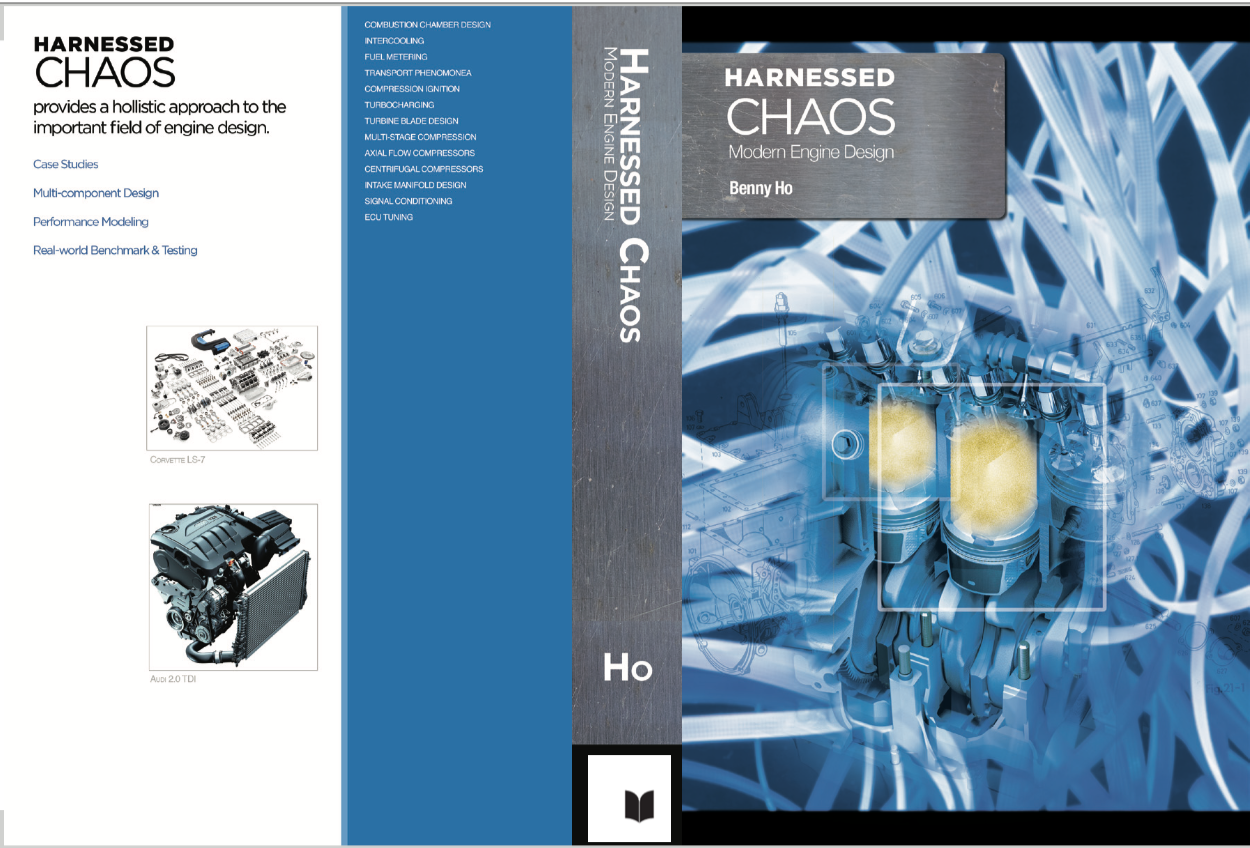 HARNESSED
CHAOS
provides a hollistic approach to the
important field of engine design.
Case Studies
Multi-component Design
Performance Modeling
Real-world Benchmark & Testing
Corvette LS-7
Audi 2.0 TDI
COMBUSTION CHAMBER DESIGN
INTERCOOLING
FUEL METERING
TRANSPORT PHENOMONEA
COMPRESSION IGNITION
TURBOCHARGING
TURBINE BLADE DESIGN
MULTI-STAGE COMPRESSION
AXIAL FLOW COMPRESSORS
CENTRIFUGAL COMPRESSORS
INTAKE MANIFOLD DESIGN
SIGNAL CONDITIONING
ECU TUNING
Harnessed Chaos
Modern Engine Design
Ho
HARNESSED
CHAOS
Modern Engine Design
Benny Ho